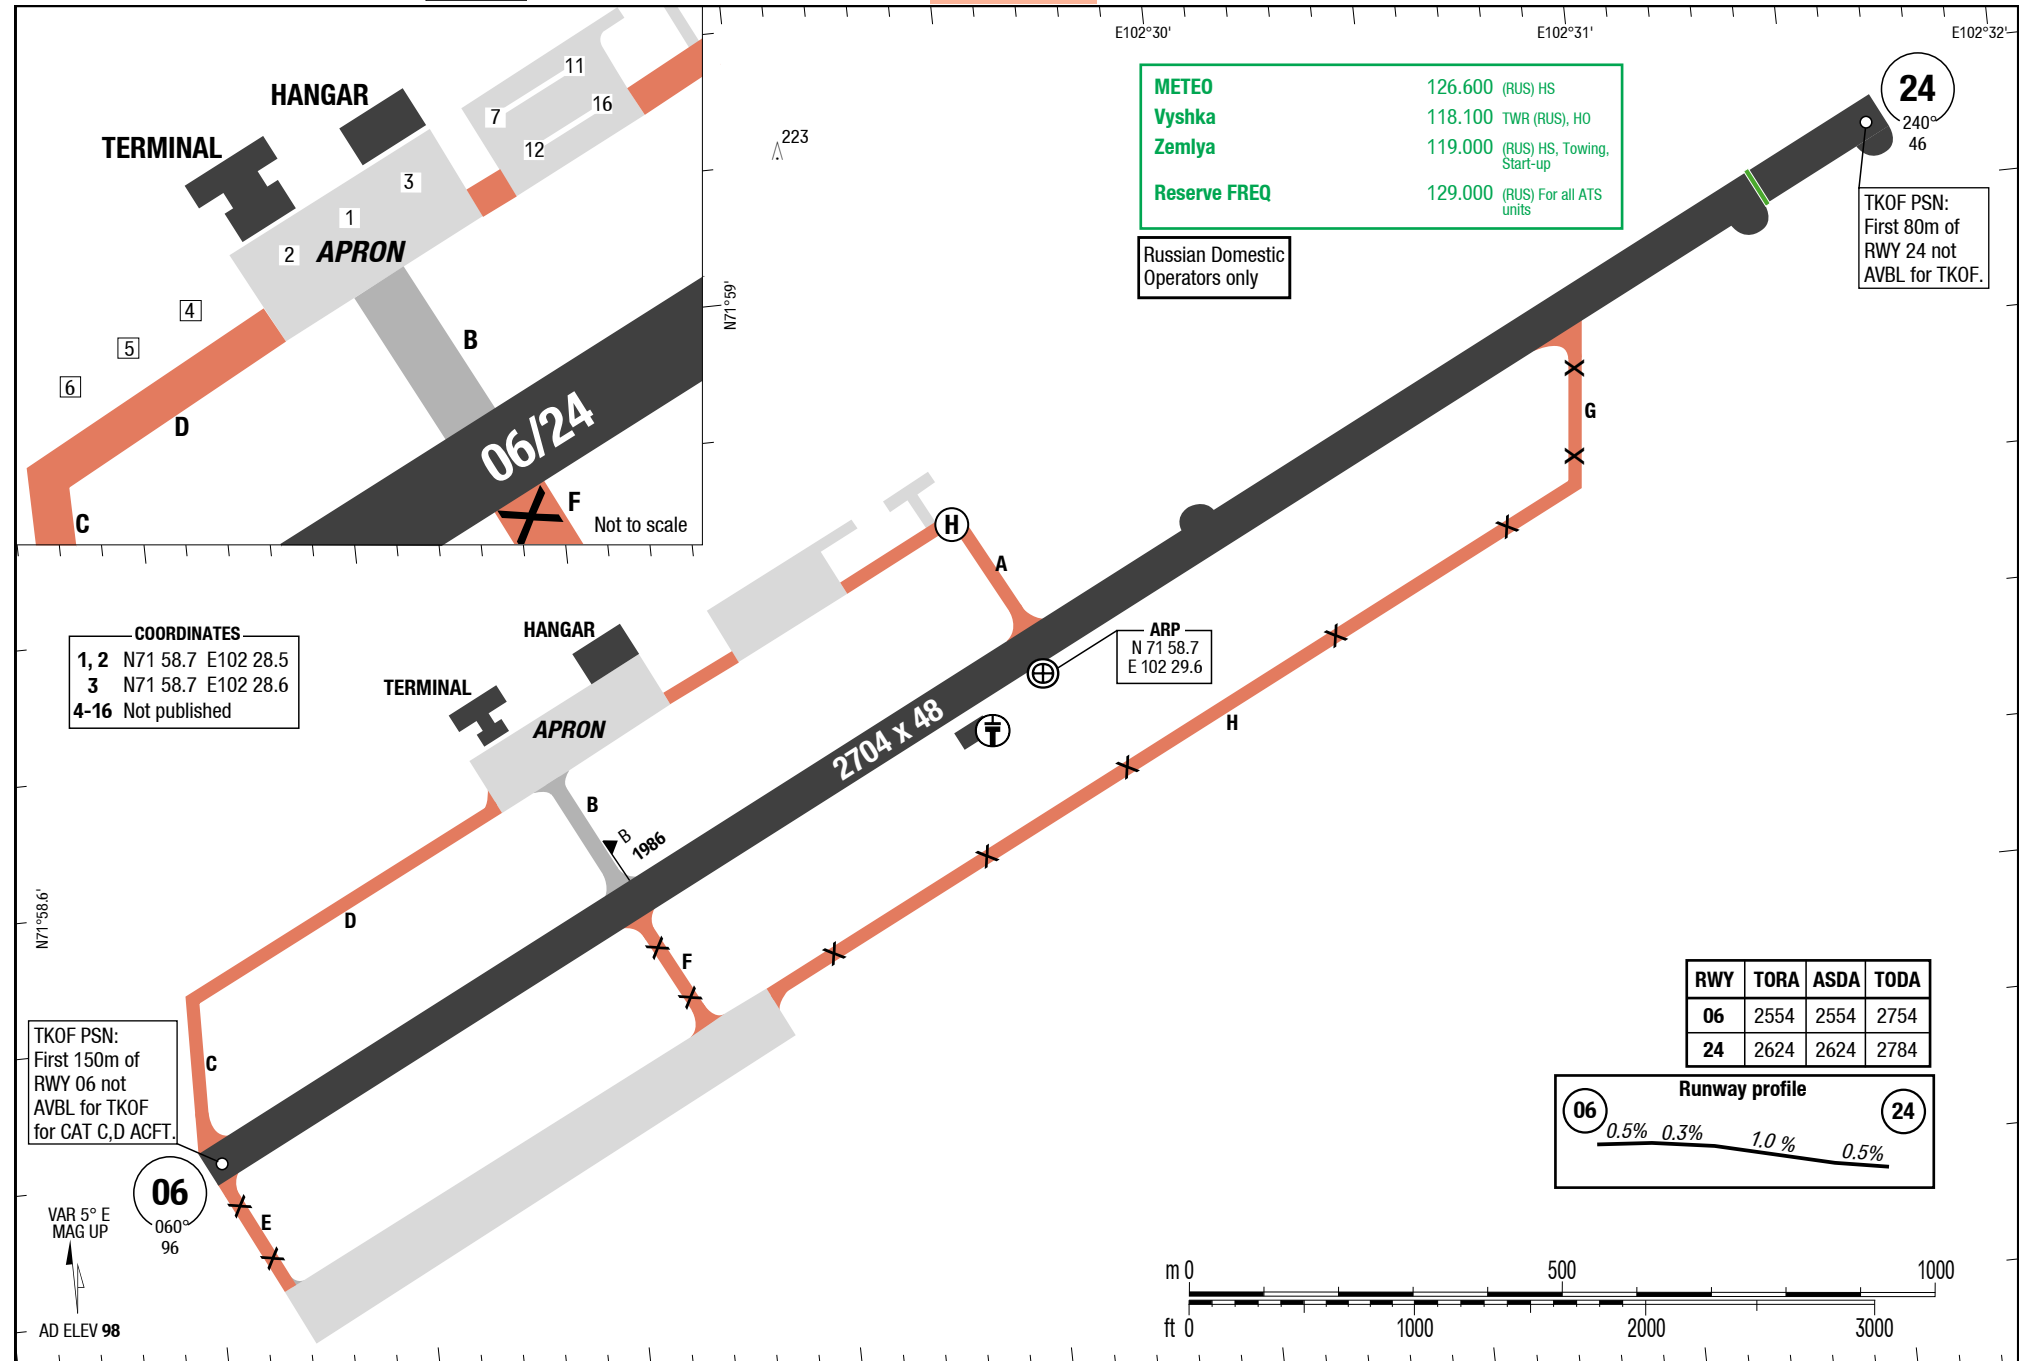 E102°30'
E102°31'
E102°32'
HANGAR
TERMINAL
11
7
16
12
3
1
2
APRON
4
5
6
B
D
C
06/24
F
Not to scale
223
METEO 126.600 (RUS) HS
Vyshka 118.100 TWR (RUS), HO
Zemlya 119.000 (RUS) HS, Towing,
Start-up
Reserve FREQ 129.000 (RUS) For all ATS
units
Russian Domestic
Operators only
24
240°
46
TKOF PSN:
First 80m of
RWY 24 not
AVBL for TKOF.
N71°59'
G
H
A
COORDINATES
1, 2 N71 58.7 E102 28.5
3 N71 58.7 E102 28.6
4-16 Not published
HANGAR
TERMINAL
APRON
ARP
N 71 58.7
E 102 29.6
2704 x 48
H
B
B
1986
N71°58.6'
D
F
C
TKOF PSN:
First 150m of
RWY 06 not
AVBL for TKOF
for CAT C,D ACFT.
06
060°
96
E
VAR 5° E
MAG UP
AD ELEV 98
RWY TORA ASDA TODA
06 2554 2554 2754
24 2624 2624 2784
Runway profile
06 24
0.5% 0.3% 1.0 % 0.5%
m 0 500 1000
ft 0 1000 2000 3000